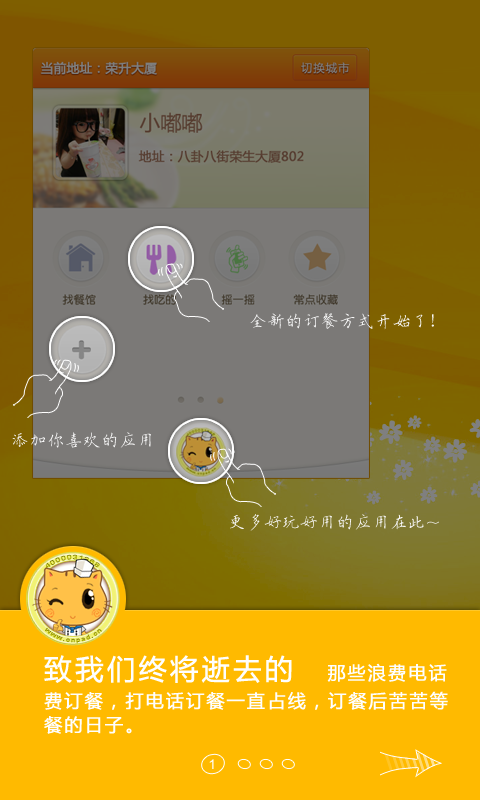 当前地址：荣升大厦
切换城市
小嘟嘟
地址：八卦八街荣生大厦802
找餐馆
找吃的
摇一摇
常点收藏
全新的订餐方式开始了!
添加你喜欢的应用
更多好玩好用的应用在此~
www.onpad.cn
致我们终将逝去的 那些浪费电话
费订餐，打电话订餐一直占线，订餐后苦苦等
餐的日子。
1